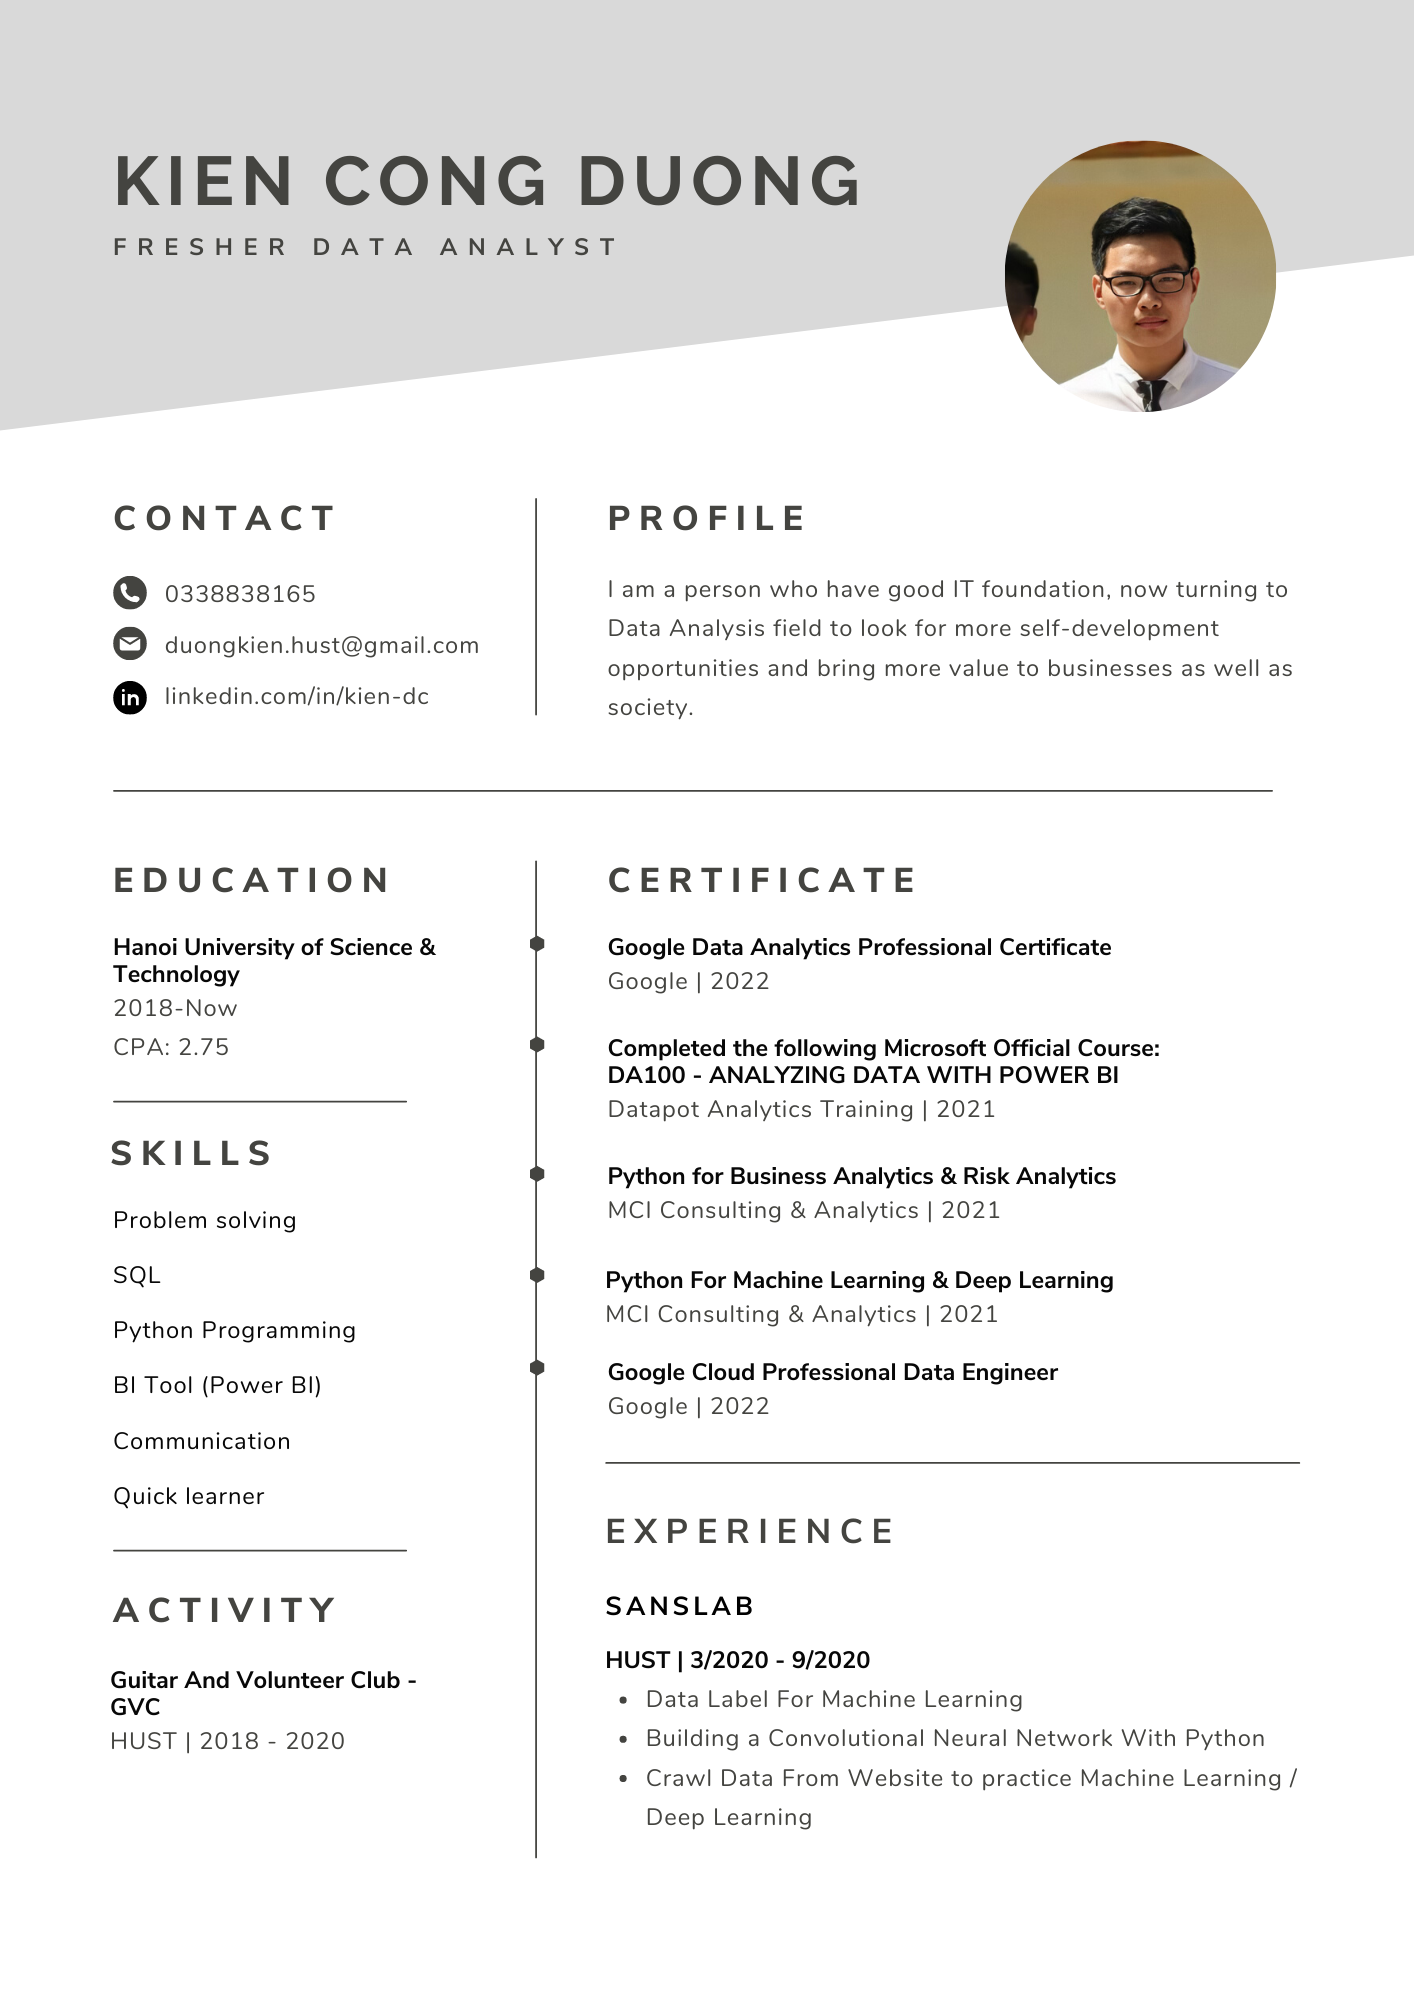 KIEN CONG DUONG
FRESHER DATA ANALYST
CONTACT
0338838165
duongkien.hust@gmail.com
linkedin.com/in/kien-dc
PROFILE
I am a person who have good IT foundation, now turning to
Data Analysis field to look for more self-development
opportunities and bring more value to businesses as well as
society.
EDUCATION
Hanoi University of Science &
Technology
2018-Now
CPA: 2.75
SKILLS
Problem solving
SQL
Python Programming
BI Tool (Power BI)
Communication
Quick learner
ACTIVITY
Guitar And Volunteer Club -
GVC
HUST | 2018 - 2020
CERTIFICATE
Google Data Analytics Professional Certificate
Google | 2022
Completed the following Microsoft Official Course:
DA100 - ANALYZING DATA WITH POWER BI
Datapot Analytics Training | 2021
Python for Business Analytics & Risk Analytics
MCI Consulting & Analytics | 2021
Python For Machine Learning & Deep Learning
MCI Consulting & Analytics | 2021
Google Cloud Professional Data Engineer
Google | 2022
EXPERIENCE
SANSLAB
HUST | 3/2020 - 9/2020
• Data Label For Machine Learning
• Building a Convolutional Neural Network With Python
• Crawl Data From Website to practice Machine Learning /
Deep Learning